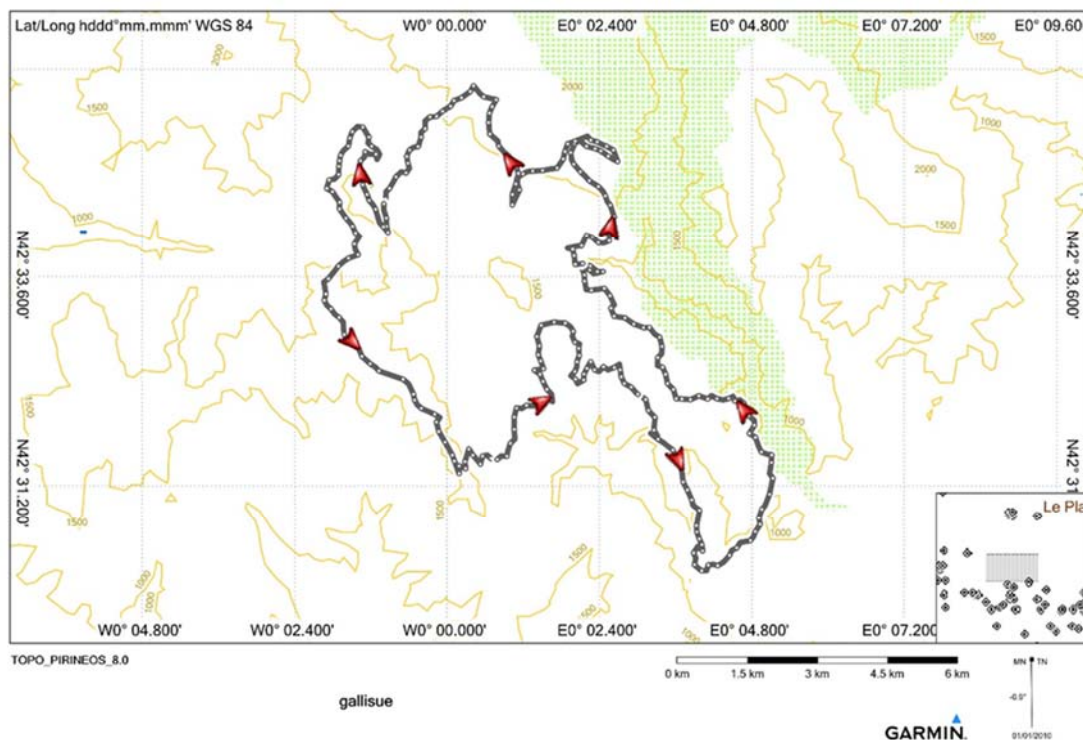 Lat/Long hddd°mm.mmm' WGS 84
W0° 00.000'
E0° 02.400'
E0° 04.800'
E0° 07.200'
E0° 09.600
2000
1500
2000
1500
1000
1000
2000
1500
1500
N42° 33.600'
N42° 33.600'
1500
1500
1000
N42° 31.200'
N42° 31
1500
1500
1000
1500
1000
1000
1500
1000
Le Pla
W0° 04.800'
W0° 02.400'
W0° 00.000'
E0° 02.400'
E0° 04.800'
E0° 07.200
TOPO_PIRINEOS_8.0
0 km
1.5 km
3 km
4.5 km
6 km
MN TN
-0.9°
gallisue
GARMIN.
01/01/2010